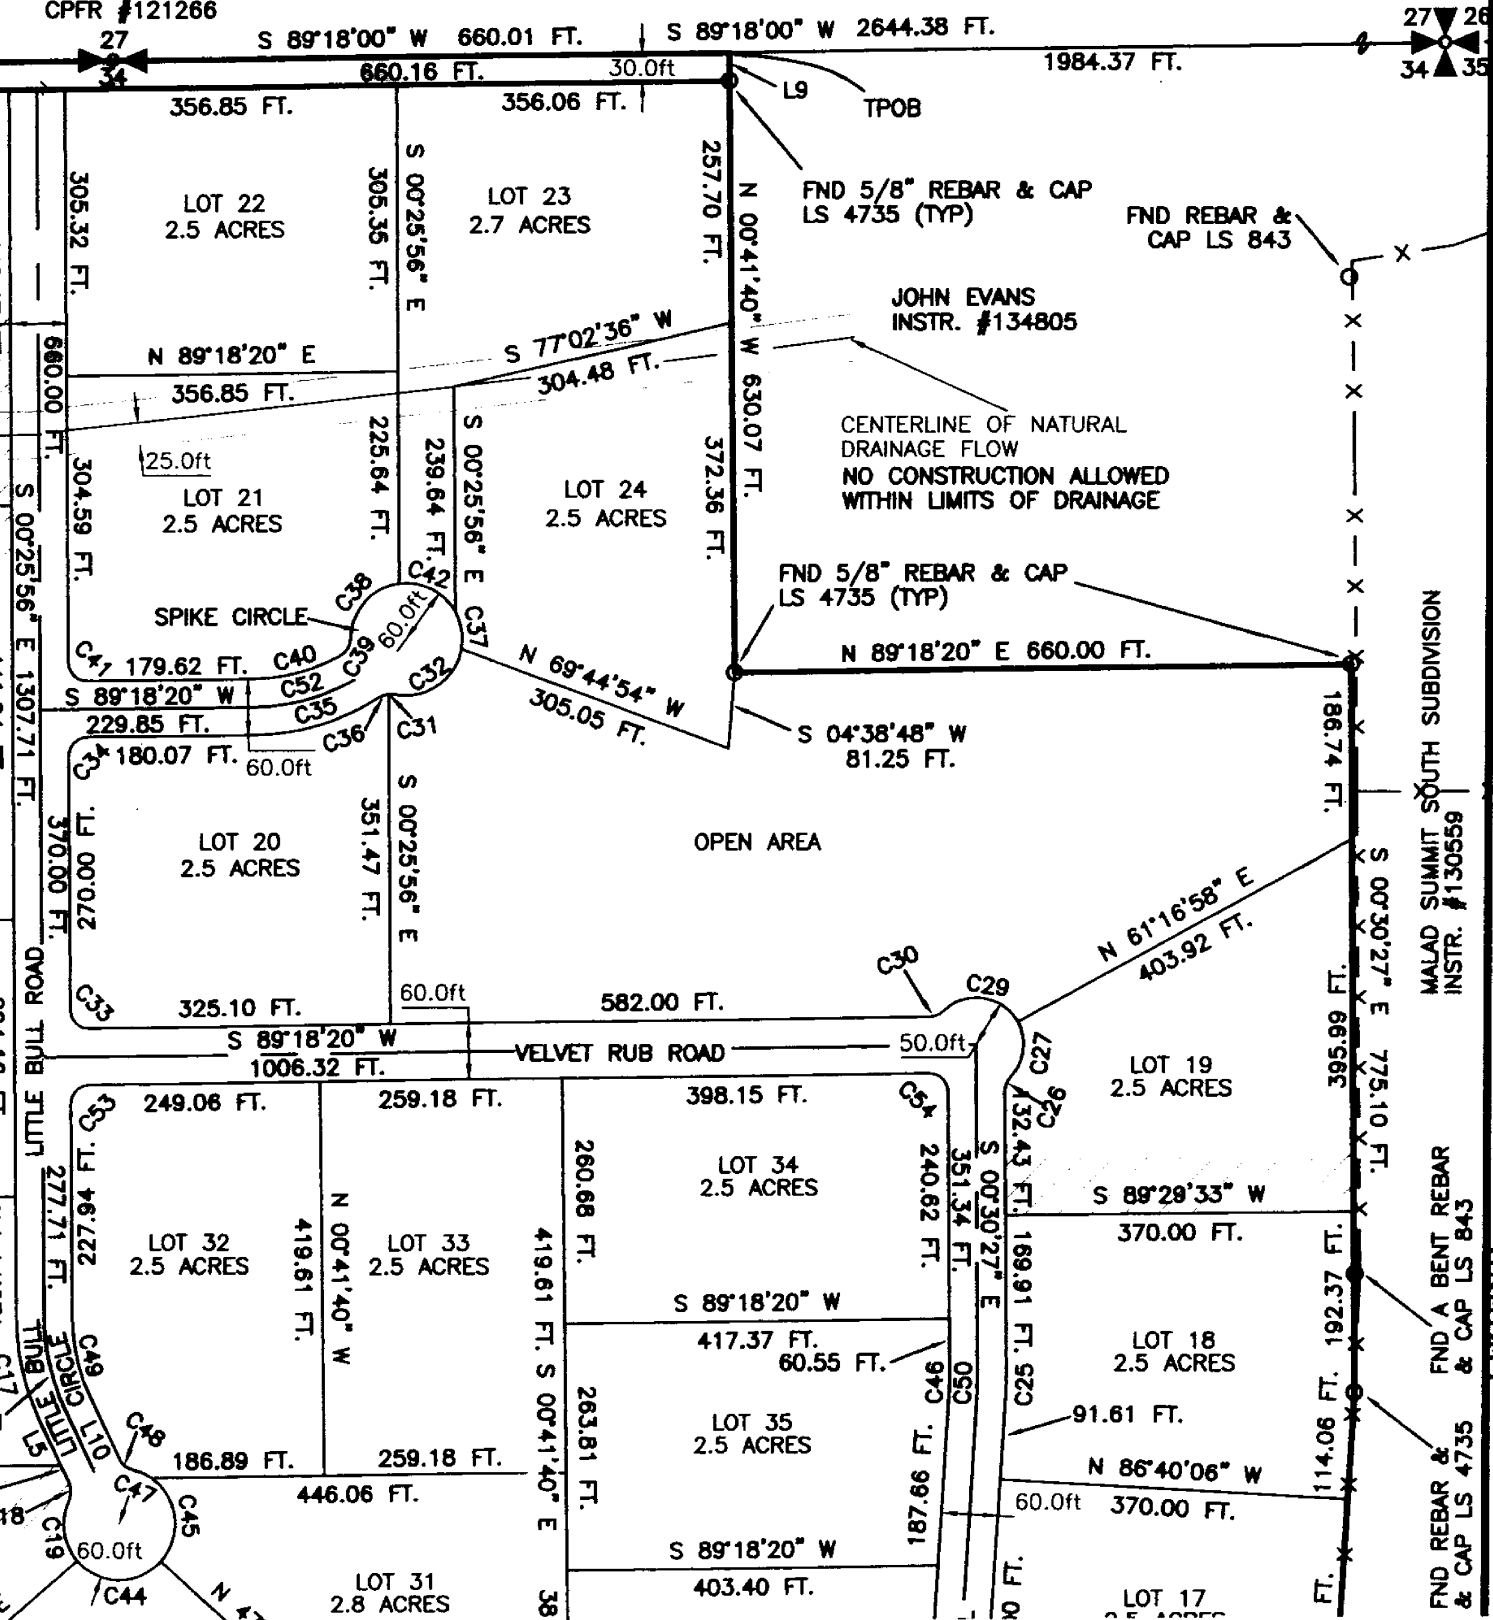 CPFR #121266
27
34
S 89°18'00" W 660.01 FT.
S 89°18'00" W 2644.38 FT.
27 26
34 35
660.16 FT.
30.0ft
1984.37 FT.
356.85 FT.
356.06 FT.
L9
TPOB
FND 5/8" REBAR & CAP
LS 4735 (TYP)
FND REBAR &
CAP LS 843
305.32 FT.
LOT 22
2.5 ACRES
305.35 FT.
S 00°25'56" E
LOT 23
2.7 ACRES
257.70 FT.
N 00°41'40" W 630.07 FT.
JOHN EVANS
INSTR. #134805
N 89°18'20" E
356.85 FT.
S 77°02'36" W
304.48 FT.
660.00 FT.
25.0ft
CENTERLINE OF NATURAL
DRAINAGE FLOW
NO CONSTRUCTION ALLOWED
WITHIN LIMITS OF DRAINAGE
304.59 FT.
LOT 21
2.5 ACRES
225.64 FT.
239.64 FT.
S 00°25'56" E
LOT 24
2.5 ACRES
372.36 FT.
S 00°25'56" E 1307.71 FT.
FND 5/8" REBAR & CAP
LS 4735 (TYP)
C38
C42
SPIKE CIRCLE
60.0ft
C37
C39
C41
179.62 FT.
C40
C32
S 89°18'20" W
C52
229.85 FT.
C35
C36
C31
C34
180.07 FT.
60.0ft
N 69°44'54" W
305.05 FT.
N 89°18'20" E 660.00 FT.
S 04°38'48" W
81.25 FT.
186.74 FT.
MALAD SUMMIT SOUTH SUBDIVISION
INSTR. #130559
370.00 FT.
270.00 FT.
LOT 20
2.5 ACRES
351.47 FT.
S 00°25'56" E
OPEN AREA
N 61°16'58" E
403.92 FT.
S 00°30'27" E 775.10 FT.
395.99 FT.
C33
325.10 FT.
60.0ft
582.00 FT.
C30
C29
S 89°18'20" W
1006.32 FT.
VELVET RUB ROAD
50.0ft
C27
C26
LITTLE BULL ROAD
LOT 19
2.5 ACRES
C53
249.06 FT.
259.18 FT.
398.15 FT.
C54
132.43 FT.
227.94 FT.
277.71 FT.
260.68 FT.
LOT 34
2.5 ACRES
240.62 FT.
351.34 FT.
S 00°30'27" E
S 89°29'33" W
370.00 FT.
LOT 32
2.5 ACRES
N 00°41'40" W
419.61 FT.
LOT 33
2.5 ACRES
419.61 FT. S 00°41'40" E
169.91 FT.
192.37 FT.
FND A BENT REBAR
& CAP LS 843
S 89°18'20" W
417.37 FT.
60.55 FT.
C46
C50
C25
LOT 18
2.5 ACRES
C17
L5
LITTLE BULL
CIRCLE
L10
C49
C48
263.81 FT.
LOT 35
2.5 ACRES
91.61 FT.
114.06 FT.
186.89 FT.
259.18 FT.
446.06 FT.
187.66 FT.
N 86°40'06" W
370.00 FT.
60.0ft
FND REBAR &
& CAP LS 4735
C47
C45
18
C19
60.0ft
C44
S 89°18'20" W
403.40 FT.
LOT 31
2.8 ACRES
38
LOT 17
FT.
FT.